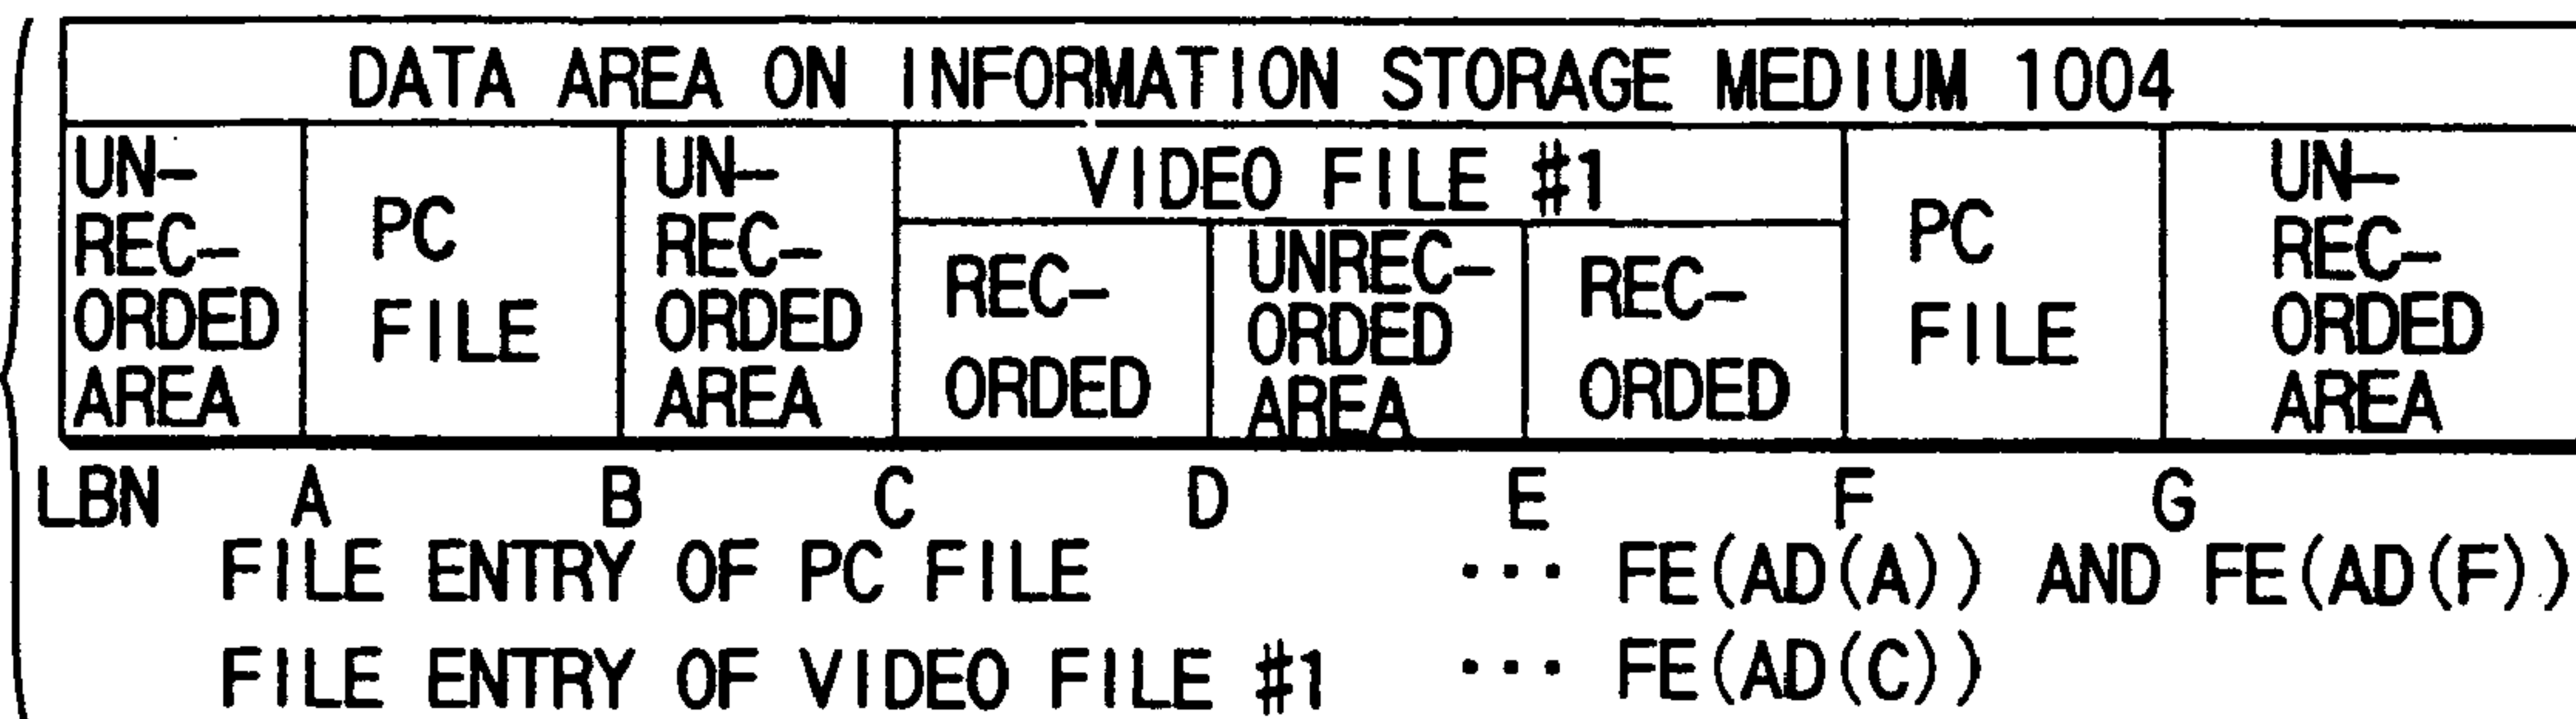 DATA AREA ON INFORMATION STORAGE MEDIUM 1004
UN-
REC-
ORDED
AREA
PC
FILE
UN-
REC-
ORDED
AREA
VIDEO FILE #1
REC-
ORDED
UNREC-
ORDED
AREA
REC-
ORDED
PC
FILE
UN-
REC-
ORDED
AREA
LBN A B C D E F G
FILE ENTRY OF PC FILE ··· FE(AD(A)) AND FE(AD(F))
FILE ENTRY OF VIDEO FILE #1 ··· FE(AD(C))